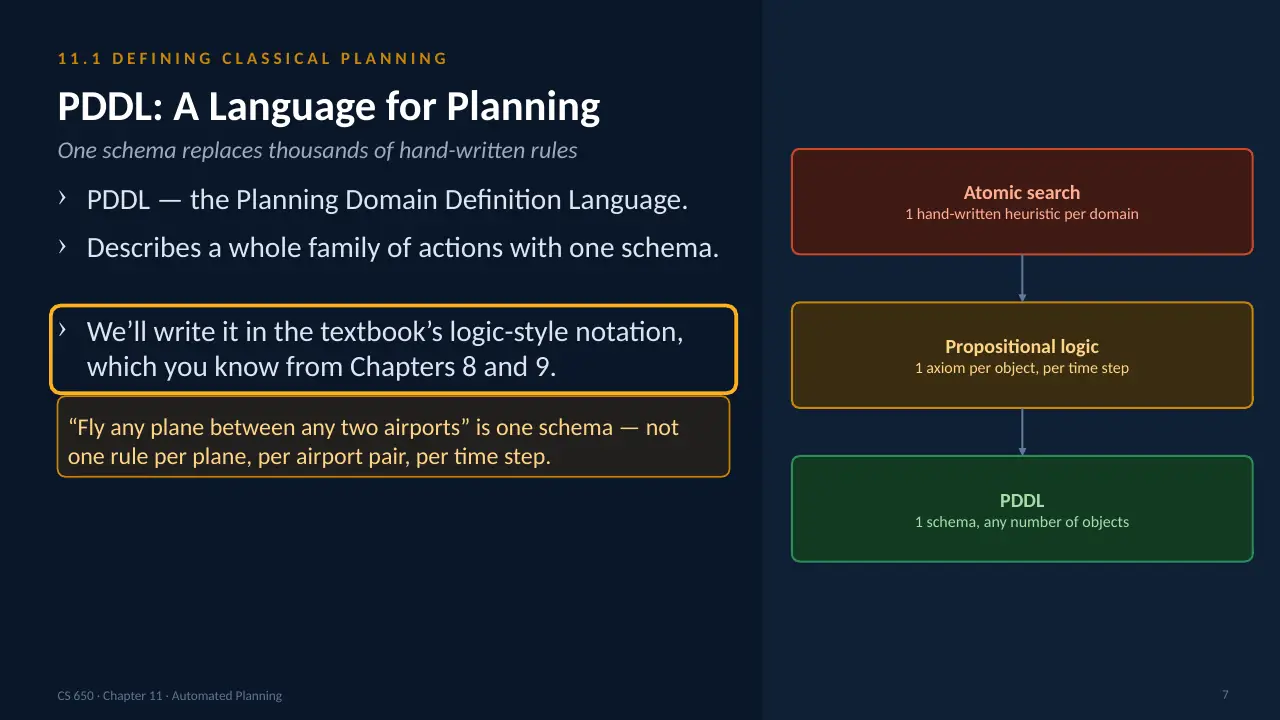 11.1 DEFINING CLASSICAL PLANNING
PDDL: A Language for Planning
One schema replaces thousands of hand-written rules
› PDDL — the Planning Domain Definition Language.
› Describes a whole family of actions with one schema.
› We’ll write it in the textbook’s logic-style notation,
which you know from Chapters 8 and 9.
“Fly any plane between any two airports” is one schema — not
one rule per plane, per airport pair, per time step.
Atomic search
1 hand-written heuristic per domain
Propositional logic
1 axiom per object, per time step
PDDL
1 schema, any number of objects
CS 650 · Chapter 11 · Automated Planning
7